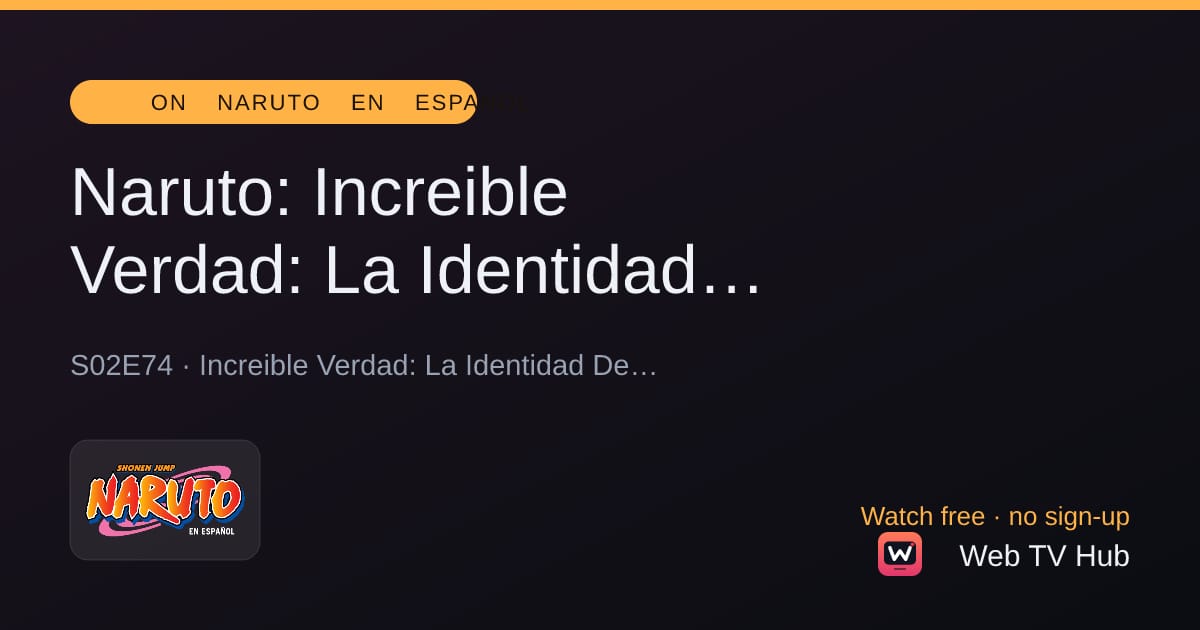 ON NARUTO EN ESPA
Naruto: Increible
Verdad: La Identidad…
S02E74 · Increible Verdad: La Identidad De…
SHONEN JUMP
NARUTO
EN ESPAÑOL
Watch free · no sign-up
W
Web TV Hub